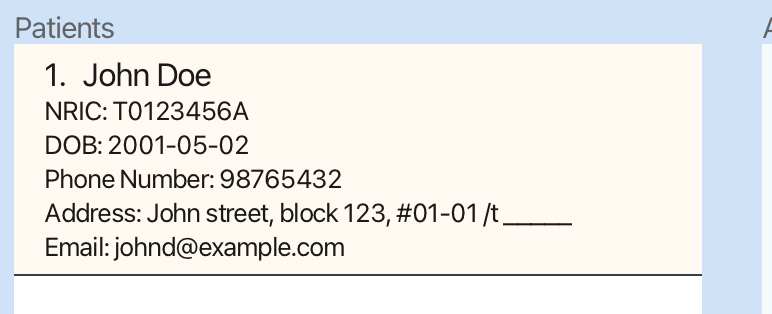 Patients
1. John Doe
NRIC: T0123456A
DOB: 2001-05-02
Phone Number: 98765432
Address: John street, block 123, #01-01 /t _____
Email: johnd@example.com